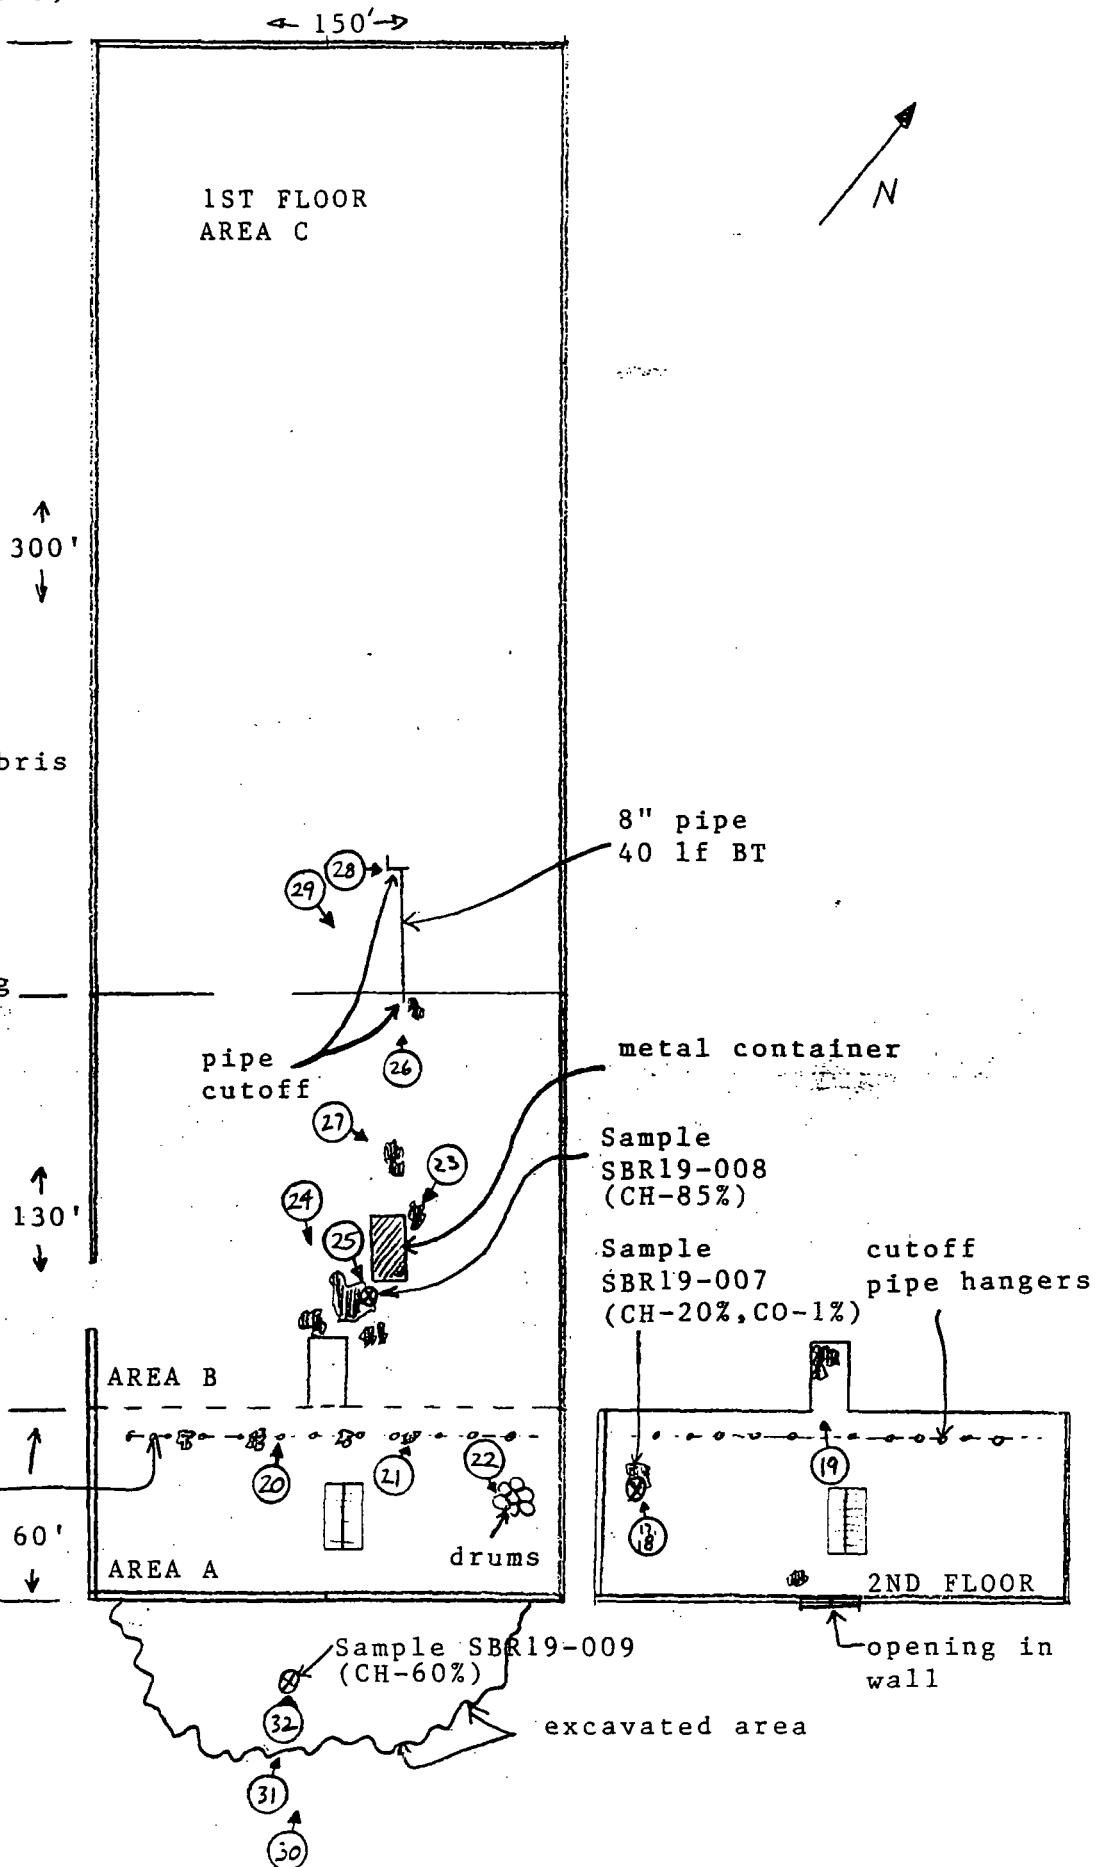 150'
1ST FLOOR
AREA C
N
300'
bris
8" pipe
40 lf BT
28
29
g
pipe
cutoff
26
metal container
27
23
Sample
SBR19-008
(CH-85%)
24
130'
25
Sample
SBR19-007
(CH-20%,CO-1%)
cutoff
pipe hangers
AREA B
20
21
22
19
18
60'
drums
AREA A
2ND FLOOR
Sample SBR19-009
(CH-60%)
opening in
wall
32
excavated area
31
30